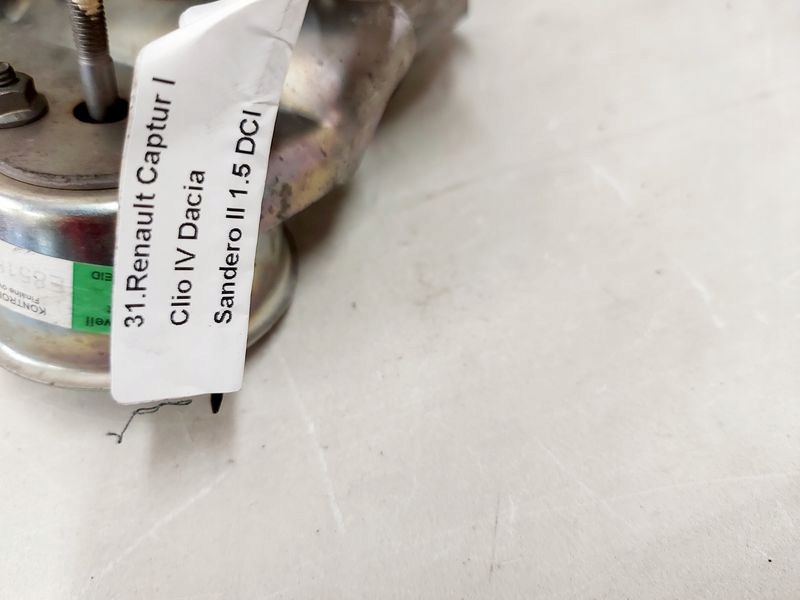 31.Renault Captur I
Clio IV Dacia
Sandero II 1.5 DCI